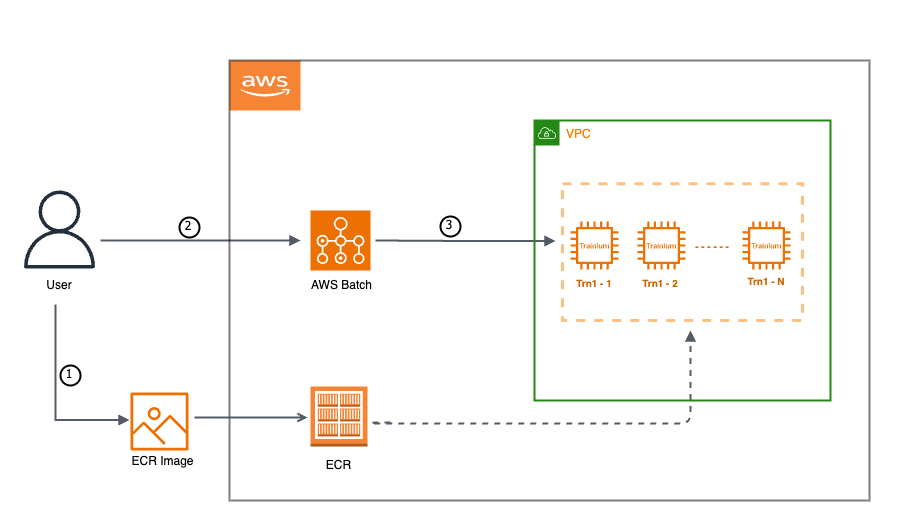 aws
VPC
2
3
Trainium
Trainium
Trainium
Trn1 - 1
Trn1 - 2
Trn1 - N
User
AWS Batch
1
ECR Image
ECR